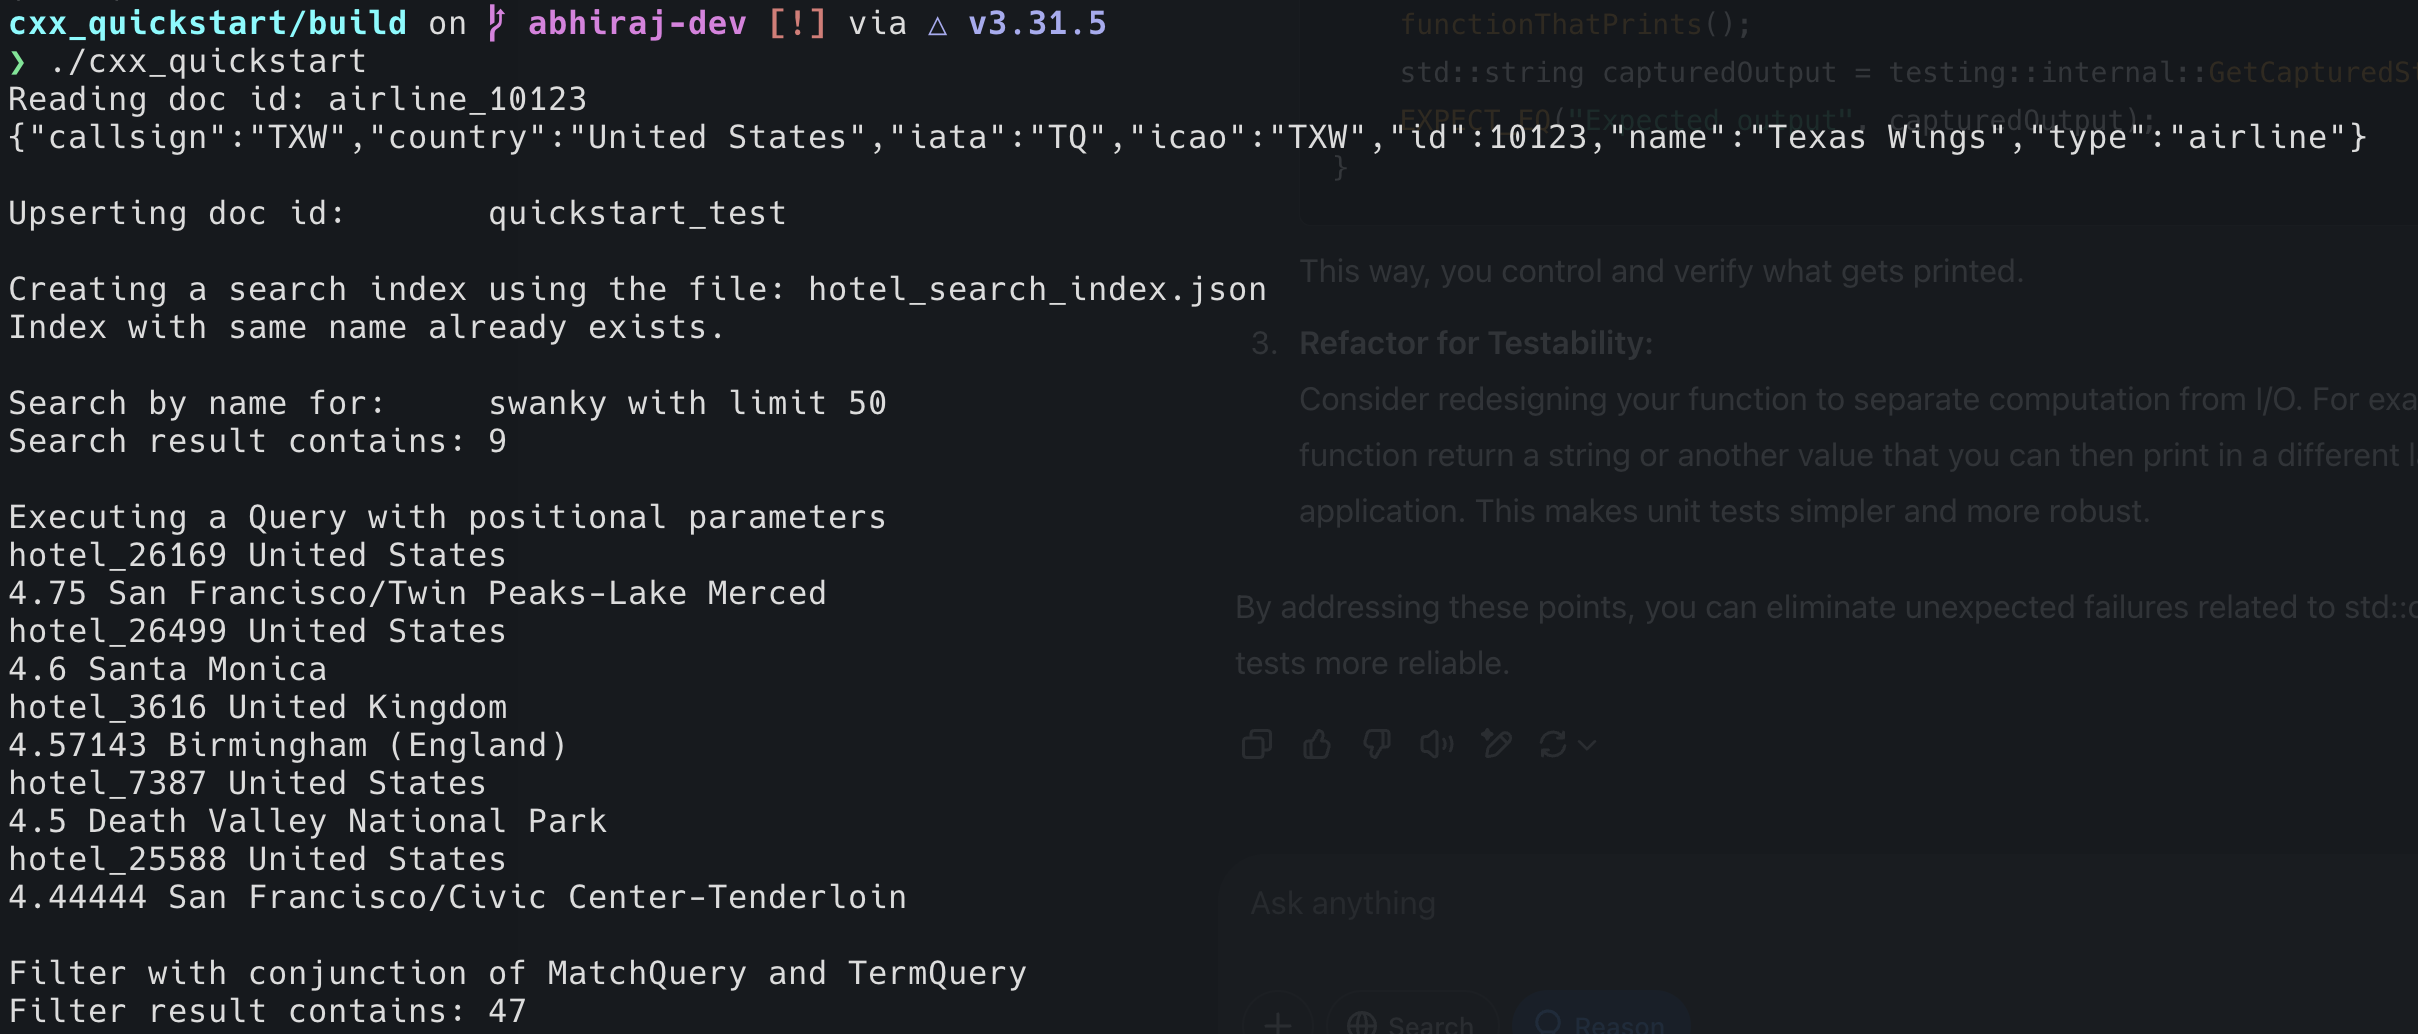 cxx_quickstart/build on abhiraj-dev [!] via △ v3.31.5
❯ ./cxx_quickstart
Reading doc id: airline_10123
{"callsign":"TXW","country":"United States","iata":"TQ","icao":"TXW","id":10123,"name":"Texas Wings","type":"airline"}
Upserting doc id: quickstart_test
Creating a search index using the file: hotel_search_index.json
Index with same name already exists.
Search by name for: swanky with limit 50
Search result contains: 9
Executing a Query with positional parameters
hotel_26169 United States
4.75 San Francisco/Twin Peaks-Lake Merced
hotel_26499 United States
4.6 Santa Monica
hotel_3616 United Kingdom
4.57143 Birmingham (England)
hotel_7387 United States
4.5 Death Valley National Park
hotel_25588 United States
4.44444 San Francisco/Civic Center-Tenderloin
Filter with conjunction of MatchQuery and TermQuery
Filter result contains: 47
functionThatPrints();
std::string capturedOutput = testing::internal::GetCapturedSt
EXPECT_EQ("Expected output", capturedOutput);
}
This way, you control and verify what gets printed.
3. Refactor for Testability:
Consider redesigning your function to separate computation from I/O. For exa
function return a string or another value that you can then print in a different l
application. This makes unit tests simpler and more robust.
By addressing these points, you can eliminate unexpected failures related to std::c
tests more reliable.
Ask anything
Search Reason